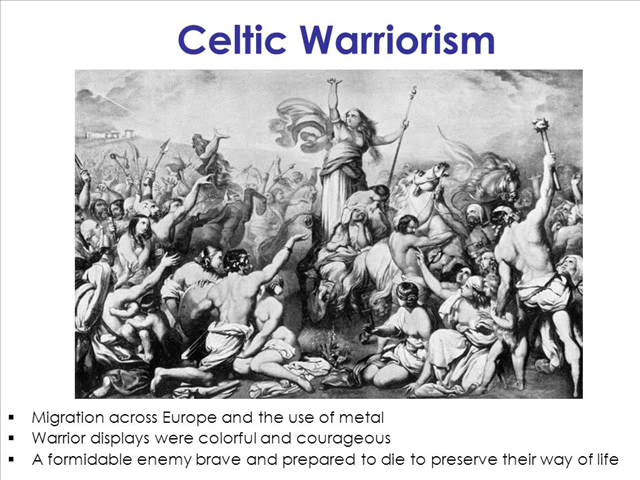 Celtic Warriorism
▪ Migration across Europe and the use of metal
▪ Warrior displays were colorful and courageous
▪ A formidable enemy brave and prepared to die to preserve their way of life